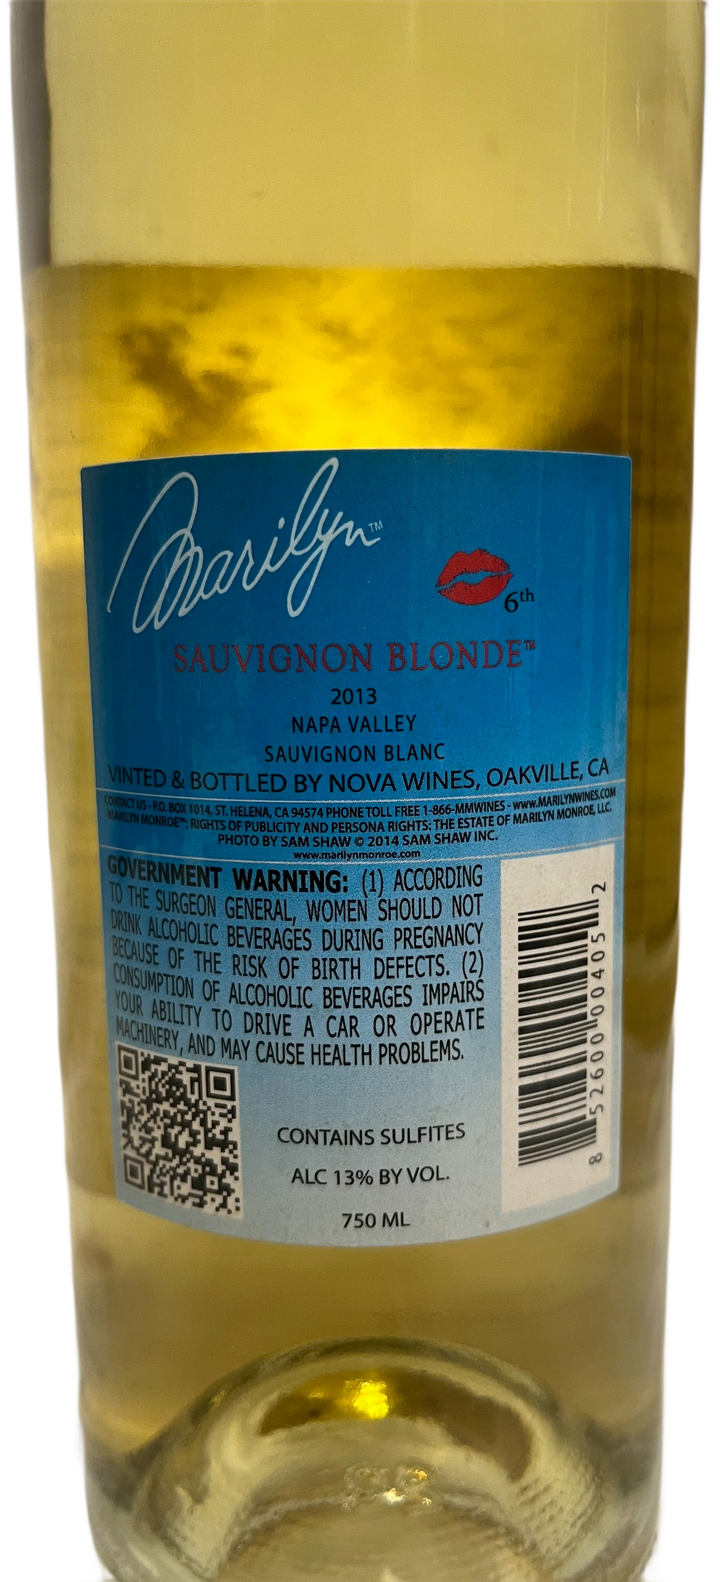 Marilyn™
6th
SAUVIGNON BLONDE™
2013
NAPA VALLEY
SAUVIGNON BLANC
VINTED & BOTTLED BY NOVA WINES, OAKVILLE, CA
CONTACT US - P.O. BOX 1014, ST. HELENA, CA 94574 PHONE TOLL FREE 1-866-MMWINES - www.MARILYNWINES.COM
MARILYN MONROE™; RIGHTS OF PUBLICITY AND PERSONA RIGHTS: THE ESTATE OF MARILYN MONROE, LLC.
PHOTO BY SAM SHAW © 2014 SAM SHAW INC.
www.marilynmonroe.com
GOVERNMENT WARNING: (1) ACCORDING
TO THE SURGEON GENERAL, WOMEN SHOULD NOT
DRINK ALCOHOLIC BEVERAGES DURING PREGNANCY
BECAUSE OF THE RISK OF BIRTH DEFECTS. (2)
CONSUMPTION OF ALCOHOLIC BEVERAGES IMPAIRS
YOUR ABILITY TO DRIVE A CAR OR OPERATE
MACHINERY, AND MAY CAUSE HEALTH PROBLEMS.
CONTAINS SULFITES
ALC 13% BY VOL.
750 ML
8 52600 00405 2